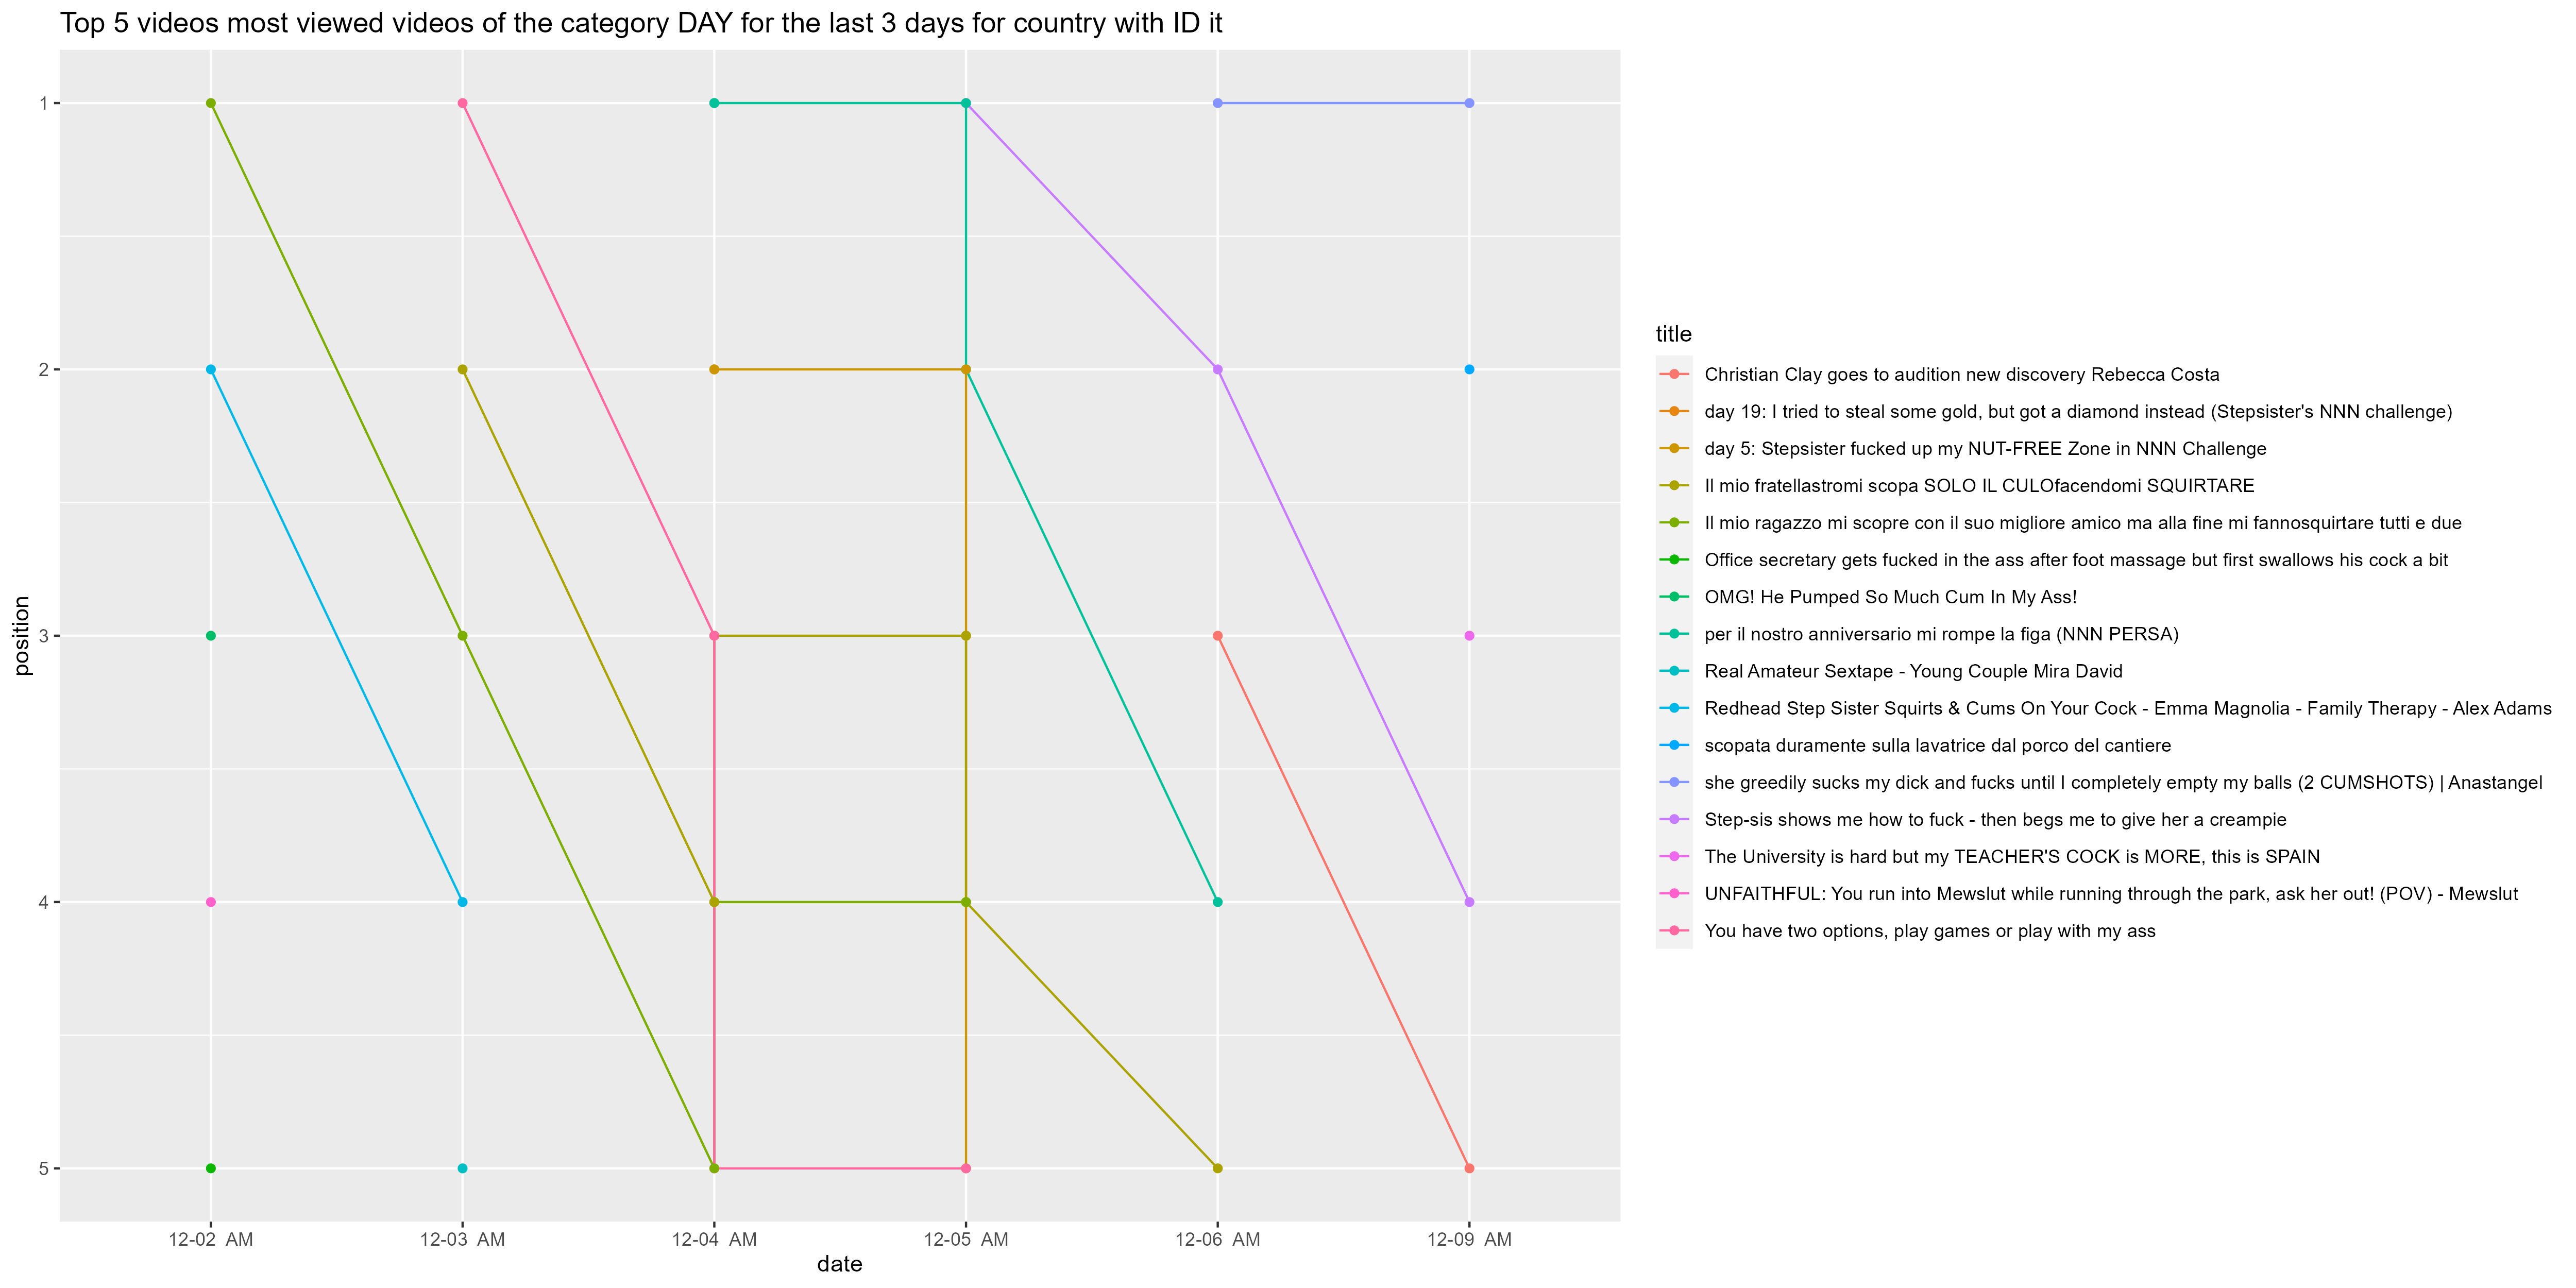 Top 5 videos most viewed videos of the category DAY for the last 3 days for country with ID it
position
1
2
3
4
5
12-02 AM
12-03 AM
12-04 AM
12-05 AM
12-06 AM
12-09 AM
date
title
Christian Clay goes to audition new discovery Rebecca Costa
day 19: I tried to steal some gold, but got a diamond instead (Stepsister's NNN challenge)
day 5: Stepsister fucked up my NUT-FREE Zone in NNN Challenge
Il mio fratellastromi scopa SOLO IL CULOfacendomi SQUIRTARE
Il mio ragazzo mi scopre con il suo migliore amico ma alla fine mi fannosquirtare tutti e due
Office secretary gets fucked in the ass after foot massage but first swallows his cock a bit
OMG! He Pumped So Much Cum In My Ass!
per il nostro anniversario mi rompe la figa (NNN PERSA)
Real Amateur Sextape - Young Couple Mira David
Redhead Step Sister Squirts & Cums On Your Cock - Emma Magnolia - Family Therapy - Alex Adams
scopata duramente sulla lavatrice dal porco del cantiere
she greedily sucks my dick and fucks until I completely empty my balls (2 CUMSHOTS) | Anastangel
Step-sis shows me how to fuck - then begs me to give her a creampie
The University is hard but my TEACHER'S COCK is MORE, this is SPAIN
UNFAITHFUL: You run into Mewslut while running through the park, ask her out! (POV) - Mewslut
You have two options, play games or play with my ass